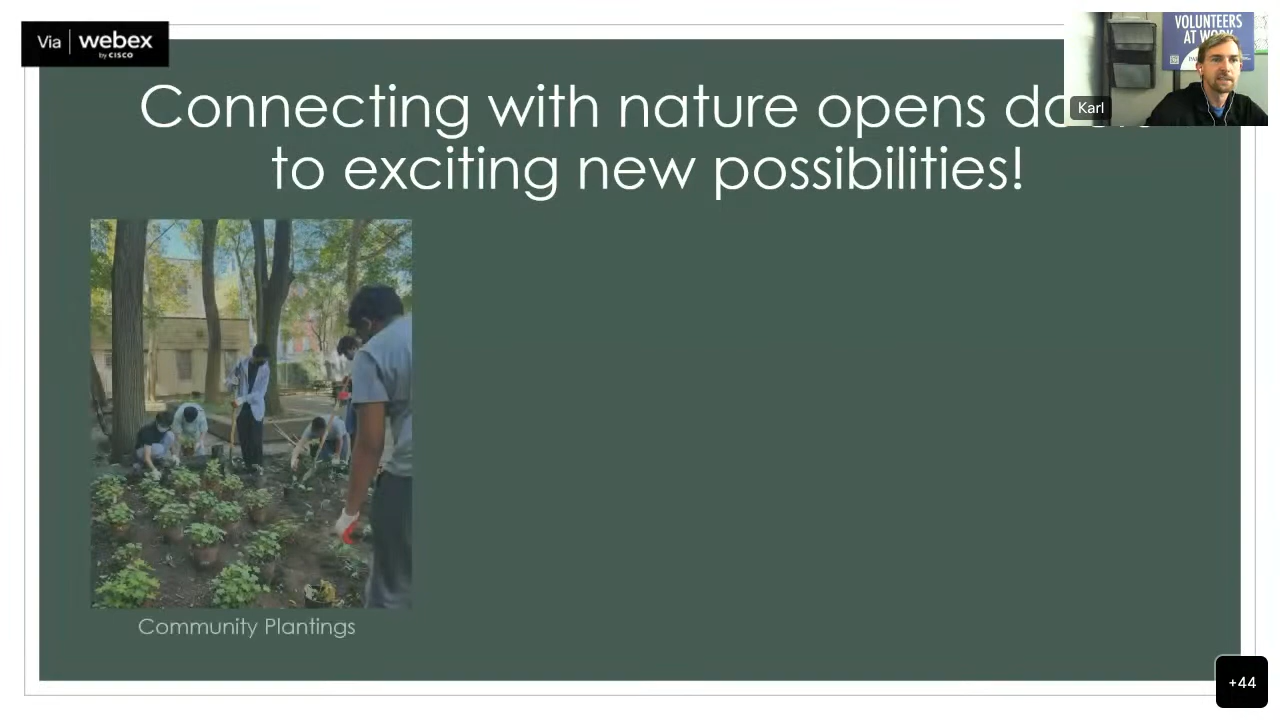 Via webex
by CISCO
VOLUNTEERS
AT WORK
Karl
Connecting with nature opens
to exciting new possibilities!
Community Plantings
+44